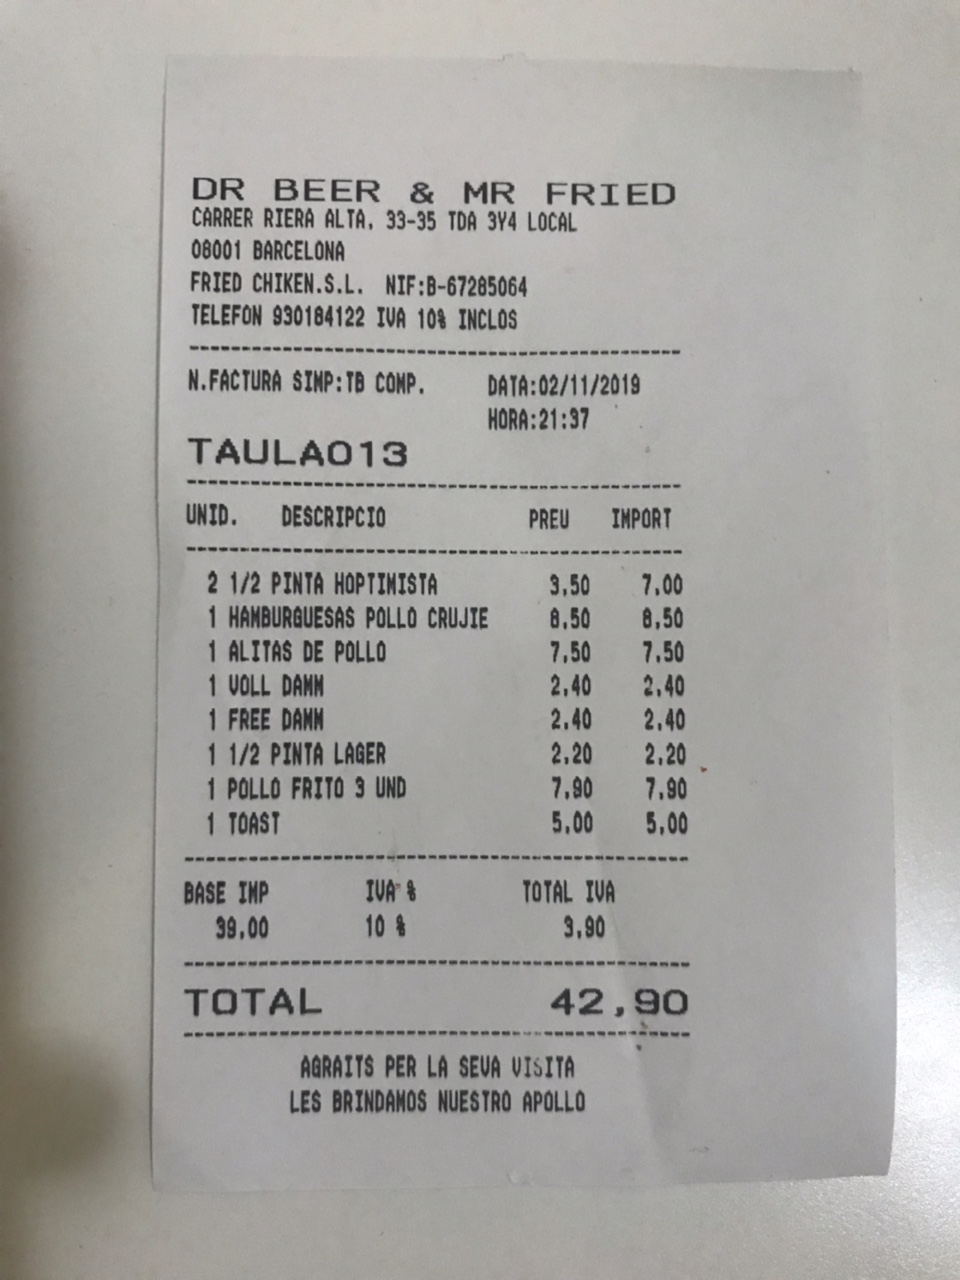 DR BEER & MR FRIED
CARRER RIERA ALTA, 33-35 TDA 3Y4 LOCAL
08001 BARCELONA
FRIED CHIKEN.S.L. NIF:B-67285064
TELEFON 930184122 IVA 10% INCLOS
N.FACTURA SIMP:TB COMP. DATA:02/11/2019
HORA:21:37
TAULA013
UNID. DESCRIPCIO PREU IMPORT
2 1/2 PINTA HOPTIMISTA 3,50 7,00
1 HAMBURGUESAS POLLO CRUJIE 8,50 8,50
1 ALITAS DE POLLO 7,50 7,50
1 VOLL DAMM 2,40 2,40
1 FREE DAMM 2,40 2,40
1 1/2 PINTA LAGER 2,20 2,20
1 POLLO FRITO 3 UND 7,90 7,90
1 TOAST 5,00 5,00
BASE IMP IVA % TOTAL IVA
39,00 10 % 3,90
TOTAL 42,90
AGRAITS PER LA SEVA VISITA
LES BRINDAMOS NUESTRO APOLLO